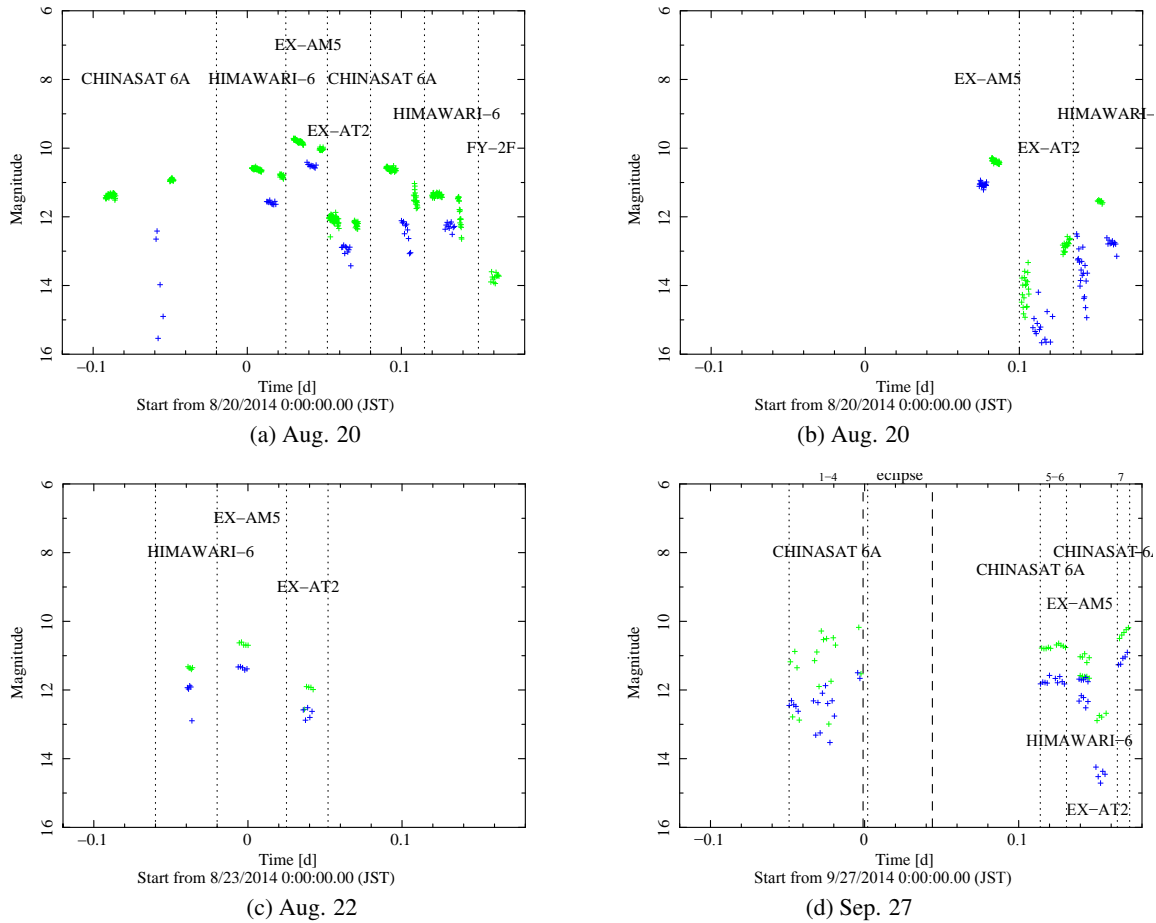 6
8
10
12
14
16
Magnitude
EX−AM5
CHINASAT 6A HIMAWARI−6 CHINASAT 6A
HIMAWARI−6
EX−AT2
FY−2F
−0.1 0 0.1
Time [d]
Start from 8/20/2014 0:00:00.00 (JST)
(a) Aug. 20
6
8
10
12
14
16
Magnitude
EX−AM5
HIMAWARI−
EX−AT2
−0.1 0 0.1
Time [d]
Start from 8/20/2014 0:00:00.00 (JST)
(b) Aug. 20
6
8
10
12
14
16
Magnitude
EX−AM5
HIMAWARI−6
EX−AT2
−0.1 0 0.1
Time [d]
Start from 8/23/2014 0:00:00.00 (JST)
(c) Aug. 22
6
8
10
12
14
16
Magnitude
1−4 eclipse 5−6 7
CHINASAT 6A CHINASAT 6A
CHINASAT 6A
EX−AM5
HIMAWARI−6
EX−AT2
−0.1 0 0.1
Time [d]
Start from 9/27/2014 0:00:00.00 (JST)
(d) Sep. 27